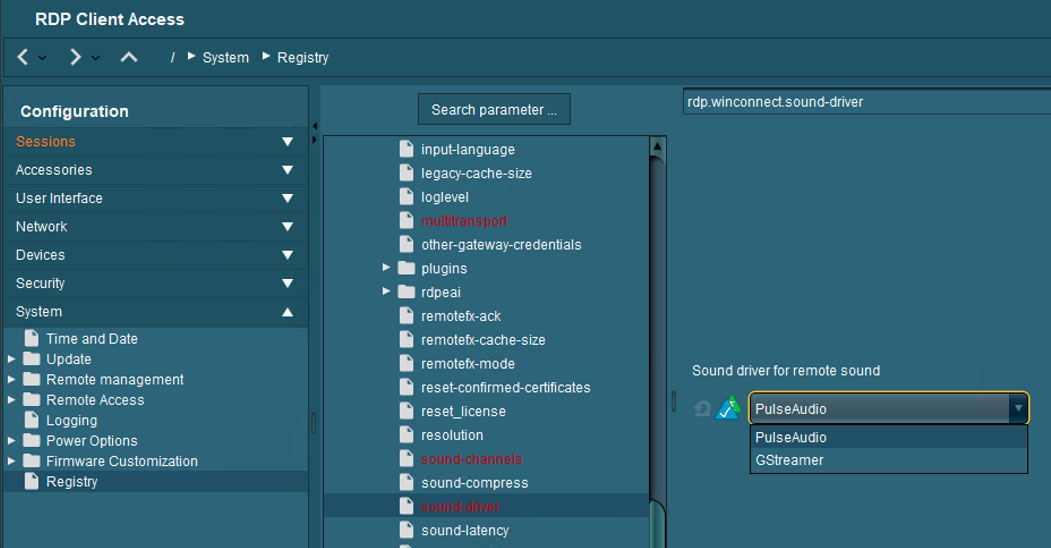 RDP Client Access
/ System Registry
Configuration
Sessions
Accessories
User Interface
Network
Devices
Security
System
Time and Date
Update
Remote management
Remote Access
Logging
Power Options
Firmware Customization
Registry
Search parameter ...
input-language
legacy-cache-size
loglevel
multitransport
other-gateway-credentials
plugins
rdpeai
remotefx-ack
remotefx-cache-size
remotefx-mode
reset-confirmed-certificates
reset_license
resolution
sound-channels
sound-compress
sound-driver
sound-latency
rdp.winconnect.sound-driver
Sound driver for remote sound
PulseAudio
PulseAudio
GStreamer